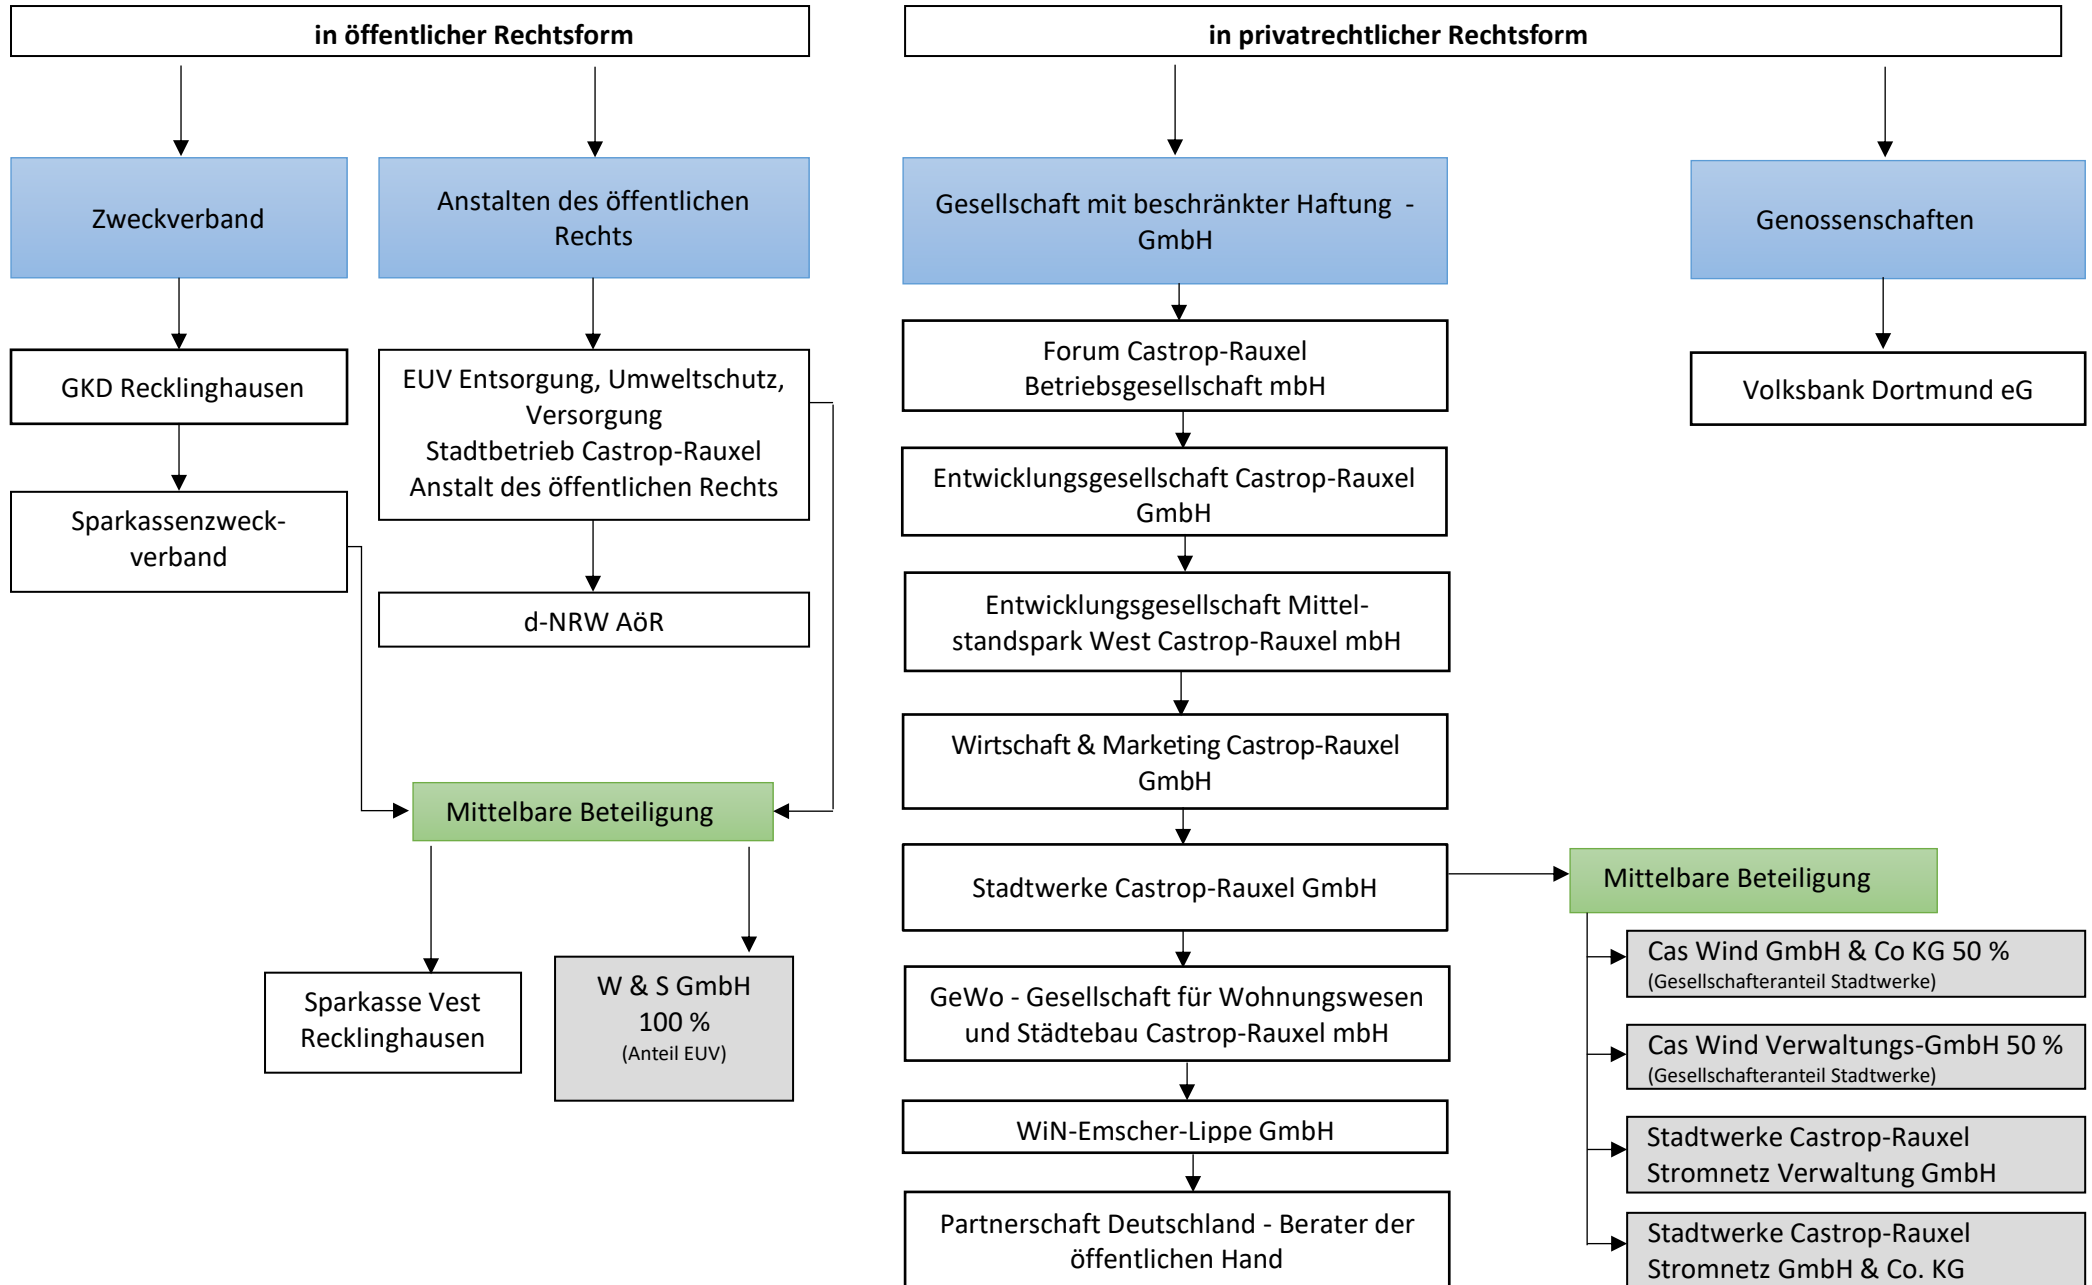 in öffentlicher Rechtsform
in privatrechtlicher Rechtsform
Zweckverband
Anstalten des öffentlichen
Rechts
Gesellschaft mit beschränkter Haftung -
GmbH
Genossenschaften
GKD Recklinghausen
Sparkassenzweck-
verband
EUV Entsorgung, Umweltschutz,
Versorgung
Stadtbetrieb Castrop-Rauxel
Anstalt des öffentlichen Rechts
d-NRW AöR
Mittelbare Beteiligung
Sparkasse Vest
Recklinghausen
W & S GmbH
100 %
(Anteil EUV)
Forum Castrop-Rauxel
Betriebsgesellschaft mbH
Entwicklungsgesellschaft Castrop-Rauxel
GmbH
Entwicklungsgesellschaft Mittel-
standspark West Castrop-Rauxel mbH
Wirtschaft & Marketing Castrop-Rauxel
GmbH
Stadtwerke Castrop-Rauxel GmbH
GeWo - Gesellschaft für Wohnungswesen
und Städtebau Castrop-Rauxel mbH
WiN-Emscher-Lippe GmbH
Partnerschaft Deutschland - Berater der
öffentlichen Hand
Volksbank Dortmund eG
Mittelbare Beteiligung
Cas Wind GmbH & Co KG 50 %
(Gesellschafteranteil Stadtwerke)
Cas Wind Verwaltungs-GmbH 50 %
(Gesellschafteranteil Stadtwerke)
Stadtwerke Castrop-Rauxel
Stromnetz Verwaltung GmbH
Stadtwerke Castrop-Rauxel
Stromnetz GmbH & Co. KG